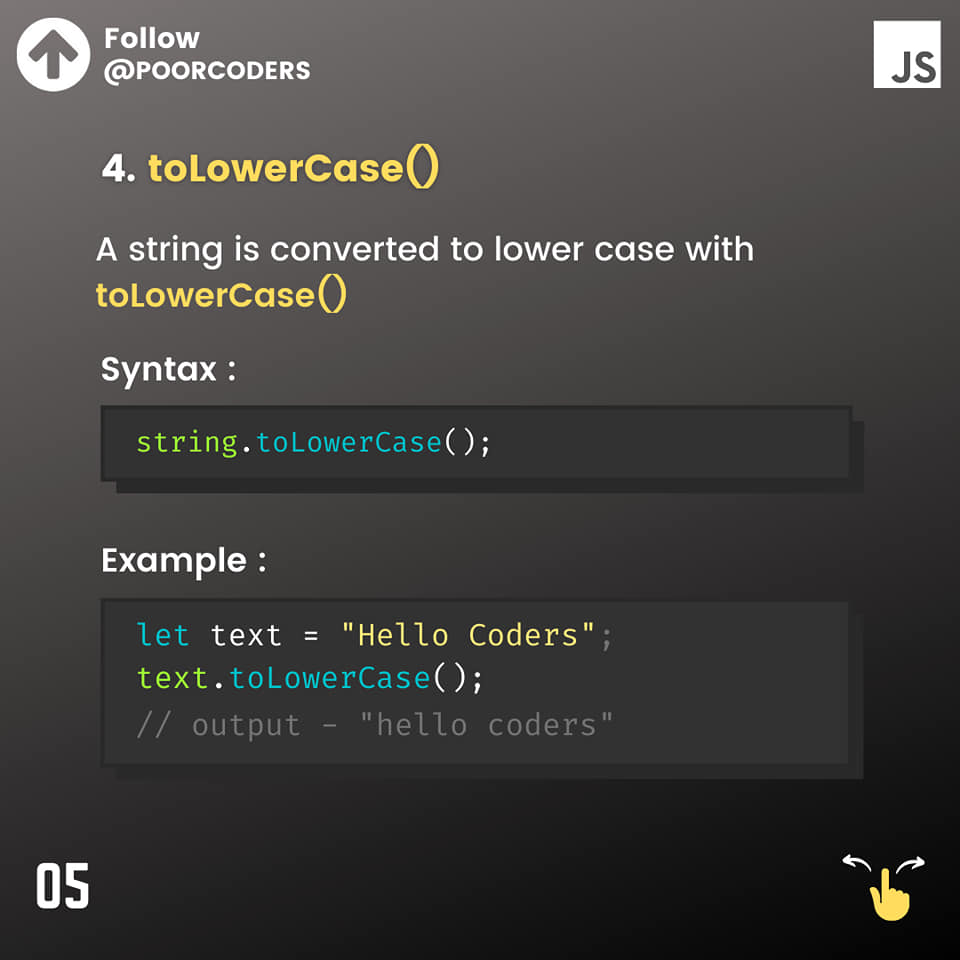 Follow
@POORCODERS
JS
4. toLowerCase()
A string is converted to lower case with
toLowerCase()
Syntax :
string.toLowerCase();
Example :
let text = "Hello Coders";
text.toLowerCase();
// output - "hello coders"
05